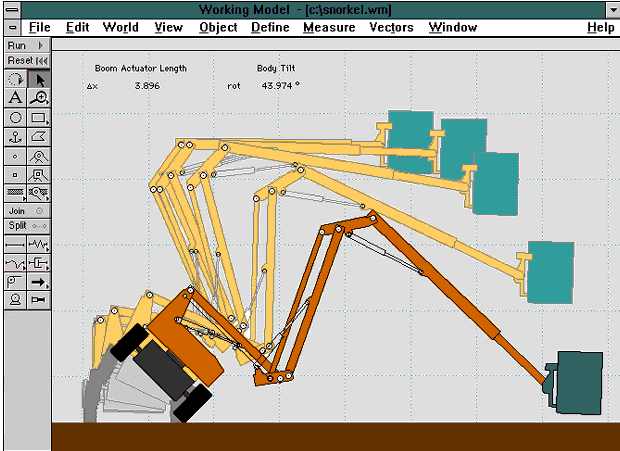 Working Model - [c:\snorkel.wm]
File Edit World View Object Define Measure Vectors Window Help
Run
Reset
A
Join
Split
Boom Actuator Length Body Tilt
Δx 3.896 rot 43.974 °